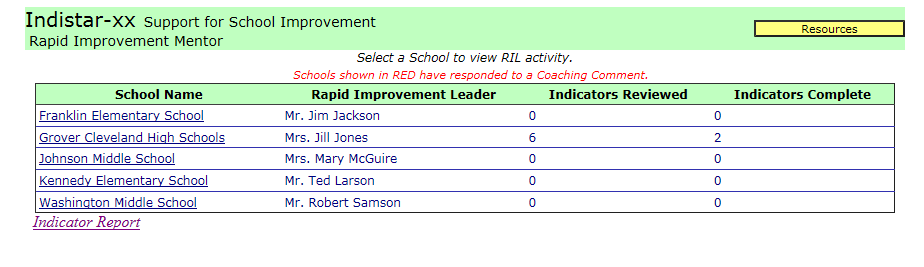 Indistar-xx Support for School Improvement
Rapid Improvement Mentor
Resources
Select a School to view RIL activity.
Schools shown in RED have responded to a Coaching Comment.
School Name Rapid Improvement Leader Indicators Reviewed Indicators Complete
Franklin Elementary School Mr. Jim Jackson 0 0
Grover Cleveland High Schools Mrs. Jill Jones 6 2
Johnson Middle School Mrs. Mary McGuire 0 0
Kennedy Elementary School Mr. Ted Larson 0 0
Washington Middle School Mr. Robert Samson 0 0
Indicator Report